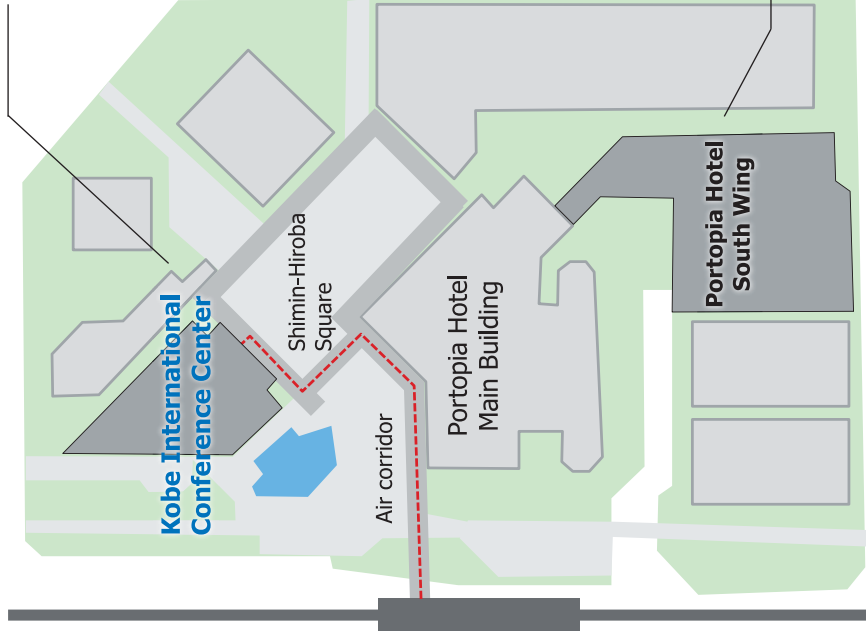 Kobe International
Conference Center
Shimin-Hiroba
Square
Air corridor
Portopia Hotel
Main Building
Portopia Hotel
South Wing